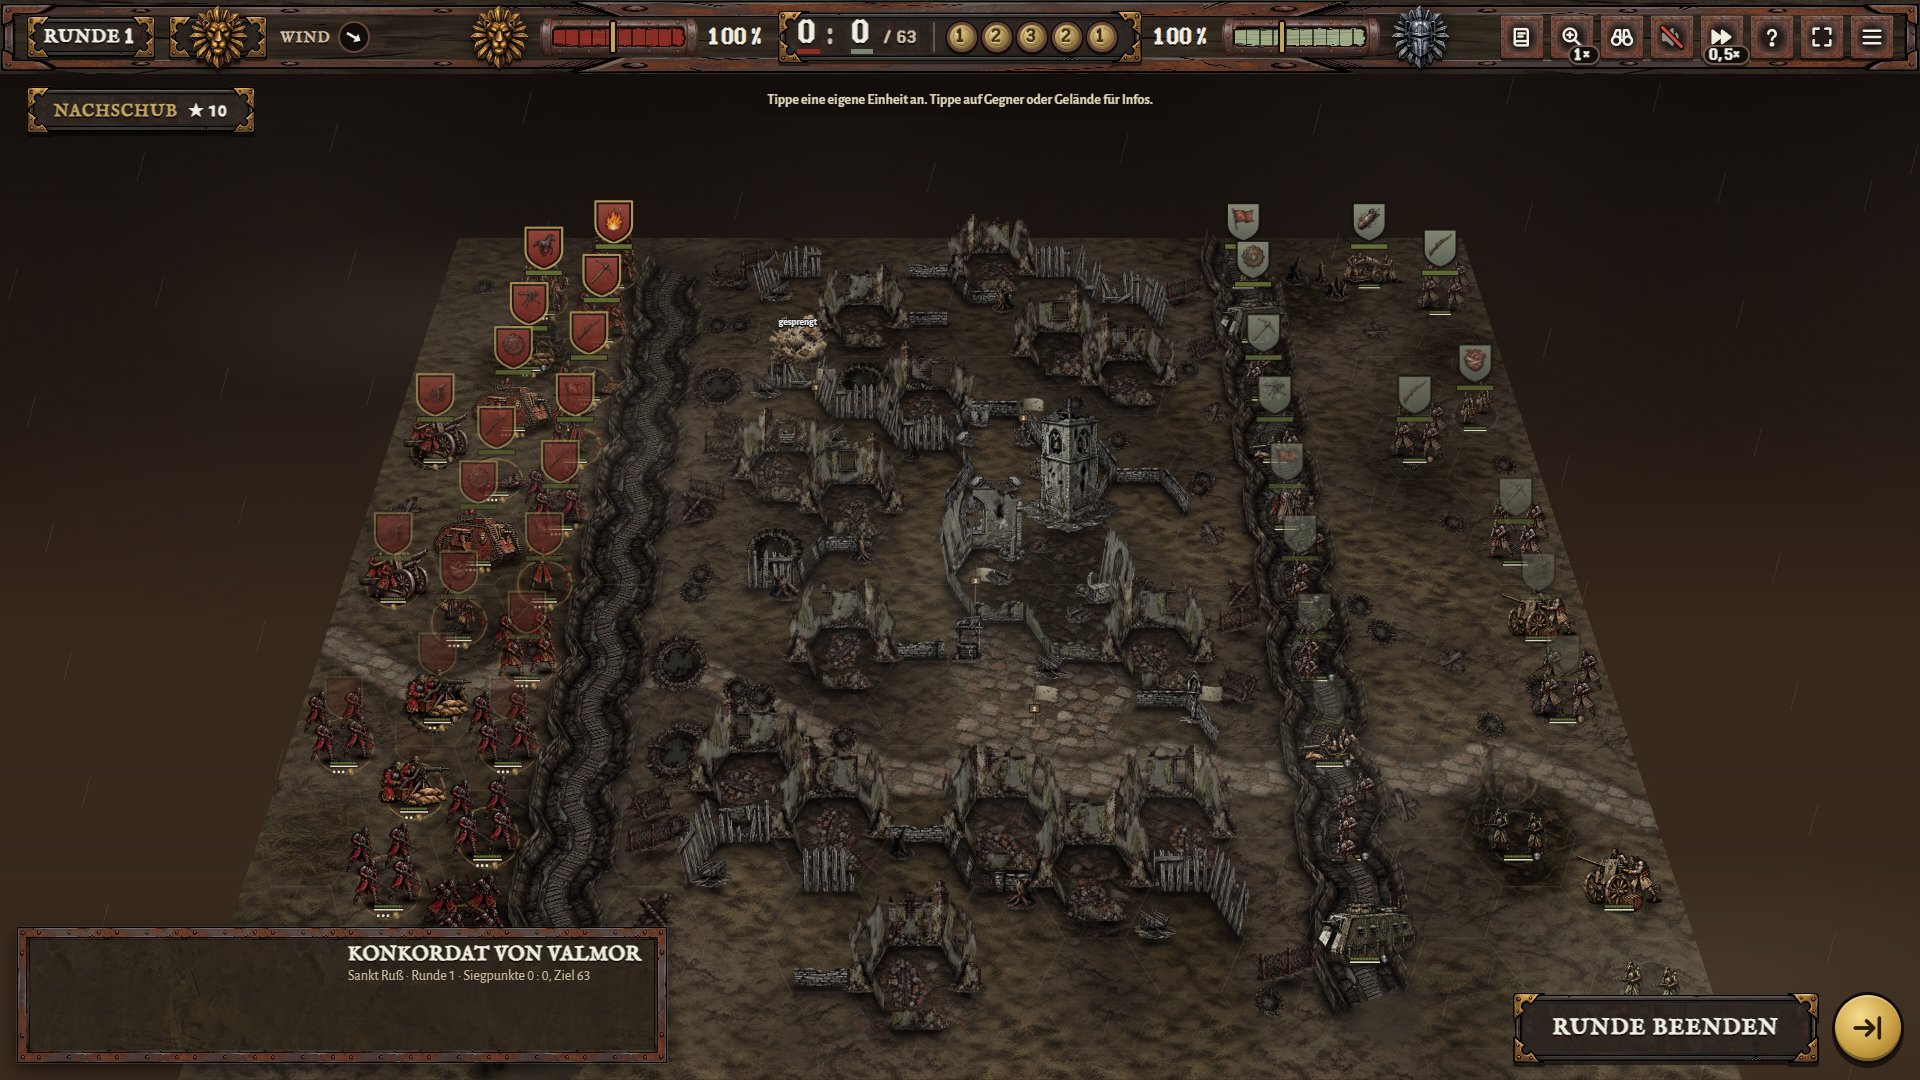 RUNDE 1
WIND
100 %
0 : 0 / 63
1 2 3 2 1
100 %
1×
0,5×
?
NACHSCHUB ★ 10
Tippe eine eigene Einheit an. Tippe auf Gegner oder Gelände für Infos.
gesprengt
KONKORDAT VON VALMOR
Sankt Ruß · Runde 1 · Siegpunkte 0 : 0, Ziel 63
RUNDE BEENDEN